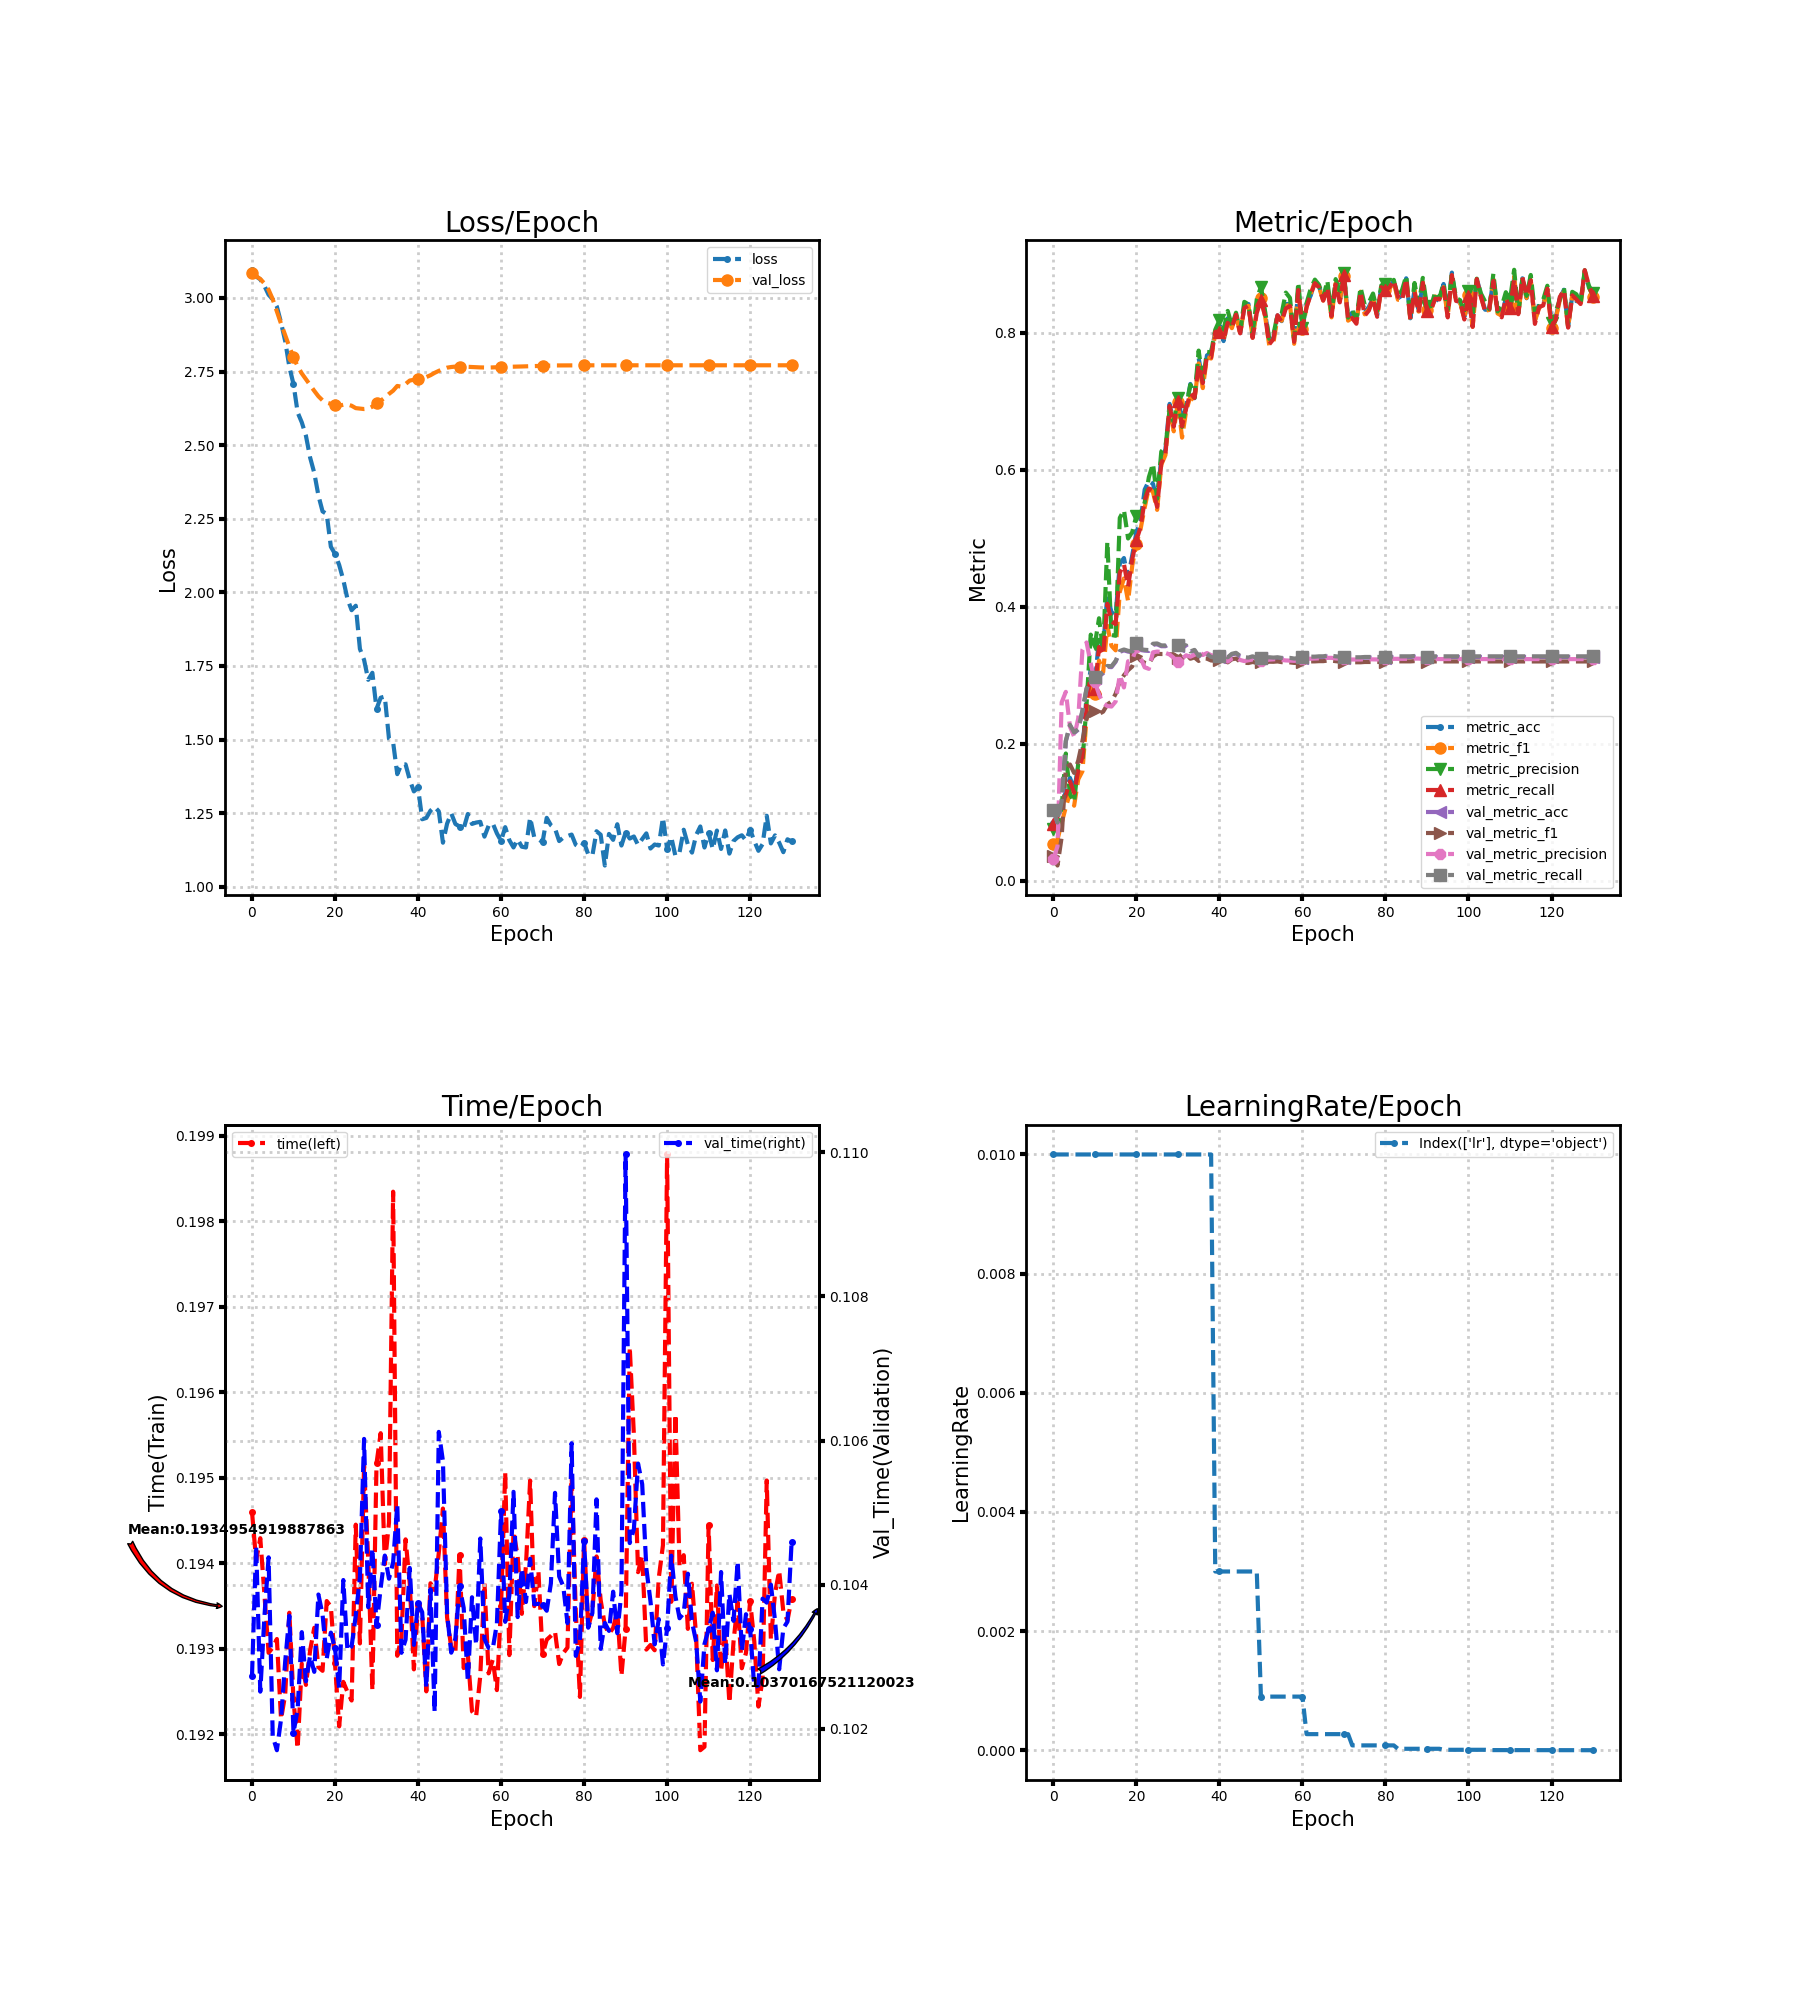 Loss/Epoch
loss
val_loss
3.00
2.75
2.50
2.25
2.00
1.75
1.50
1.25
1.00
Loss
0
20
40
60
80
100
120
Epoch
Metric/Epoch
0.8
0.6
0.4
0.2
0.0
Metric
metric_acc
metric_f1
metric_precision
metric_recall
val_metric_acc
val_metric_f1
val_metric_precision
val_metric_recall
0
20
40
60
80
100
120
Epoch
Time/Epoch
time(left)
val_time(right)
0.199
0.198
0.197
0.196
0.195
0.194
0.193
0.192
Time(Train)
Mean:0.1934954919887863
0.110
0.108
0.106
0.104
0.102
Val_Time(Validation)
Mean:0.10370167521120023
0
20
40
60
80
100
120
Epoch
LearningRate/Epoch
Index(['lr'], dtype='object')
0.010
0.008
0.006
0.004
0.002
0.000
LearningRate
0
20
40
60
80
100
120
Epoch